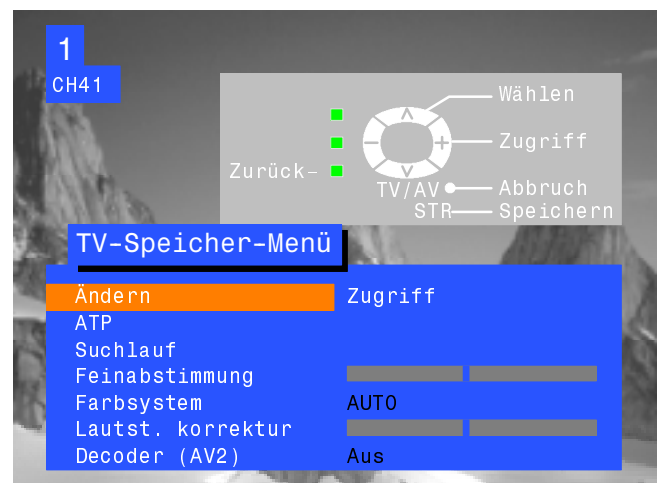 1
CH41
Wählen
Zugriff
Zurück–
TV/AV Abbruch
STR Speichern
TV–Speicher–Menü
Ändern Zugriff
ATP
Suchlauf
Feinabstimmung
Farbsystem AUTO
Lautst. korrektur
Decoder (AV2) Aus